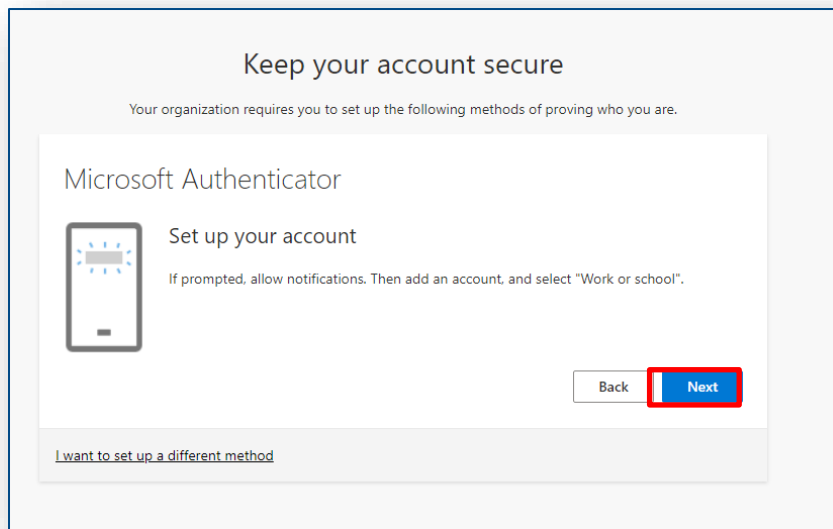 Keep your account secure
Your organization requires you to set up the following methods of proving who you are.
Microsoft Authenticator
Set up your account
If prompted, allow notifications. Then add an account, and select "Work or school".
Back Next
I want to set up a different method